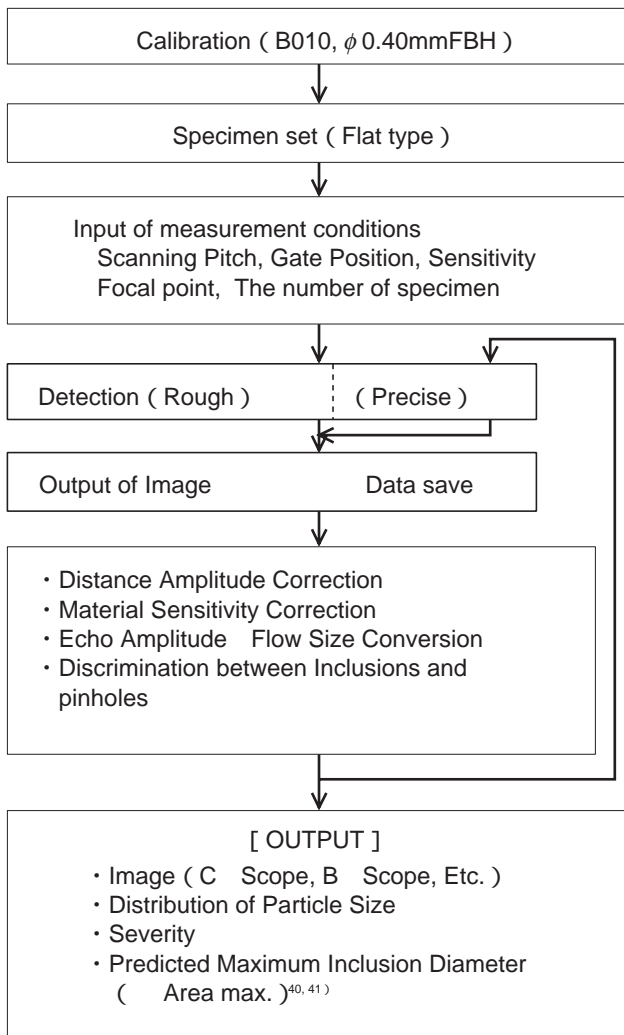 Calibration ( B010, φ 0.40mmFBH )
Specimen set ( Flat type )
Input of measurement conditions
Scanning Pitch, Gate Position, Sensitivity
Focal point, The number of specimen
Detection ( Rough ) ( Precise )
Output of Image Data save
・Distance Amplitude Correction
・Material Sensitivity Correction
・Echo Amplitude Flow Size Conversion
・Discrimination between Inclusions and
pinholes
[ OUTPUT ]
・Image ( C Scope, B Scope, Etc. )
・Distribution of Particle Size
・Severity
・Predicted Maximum Inclusion Diameter
( Area max. )40, 41 )